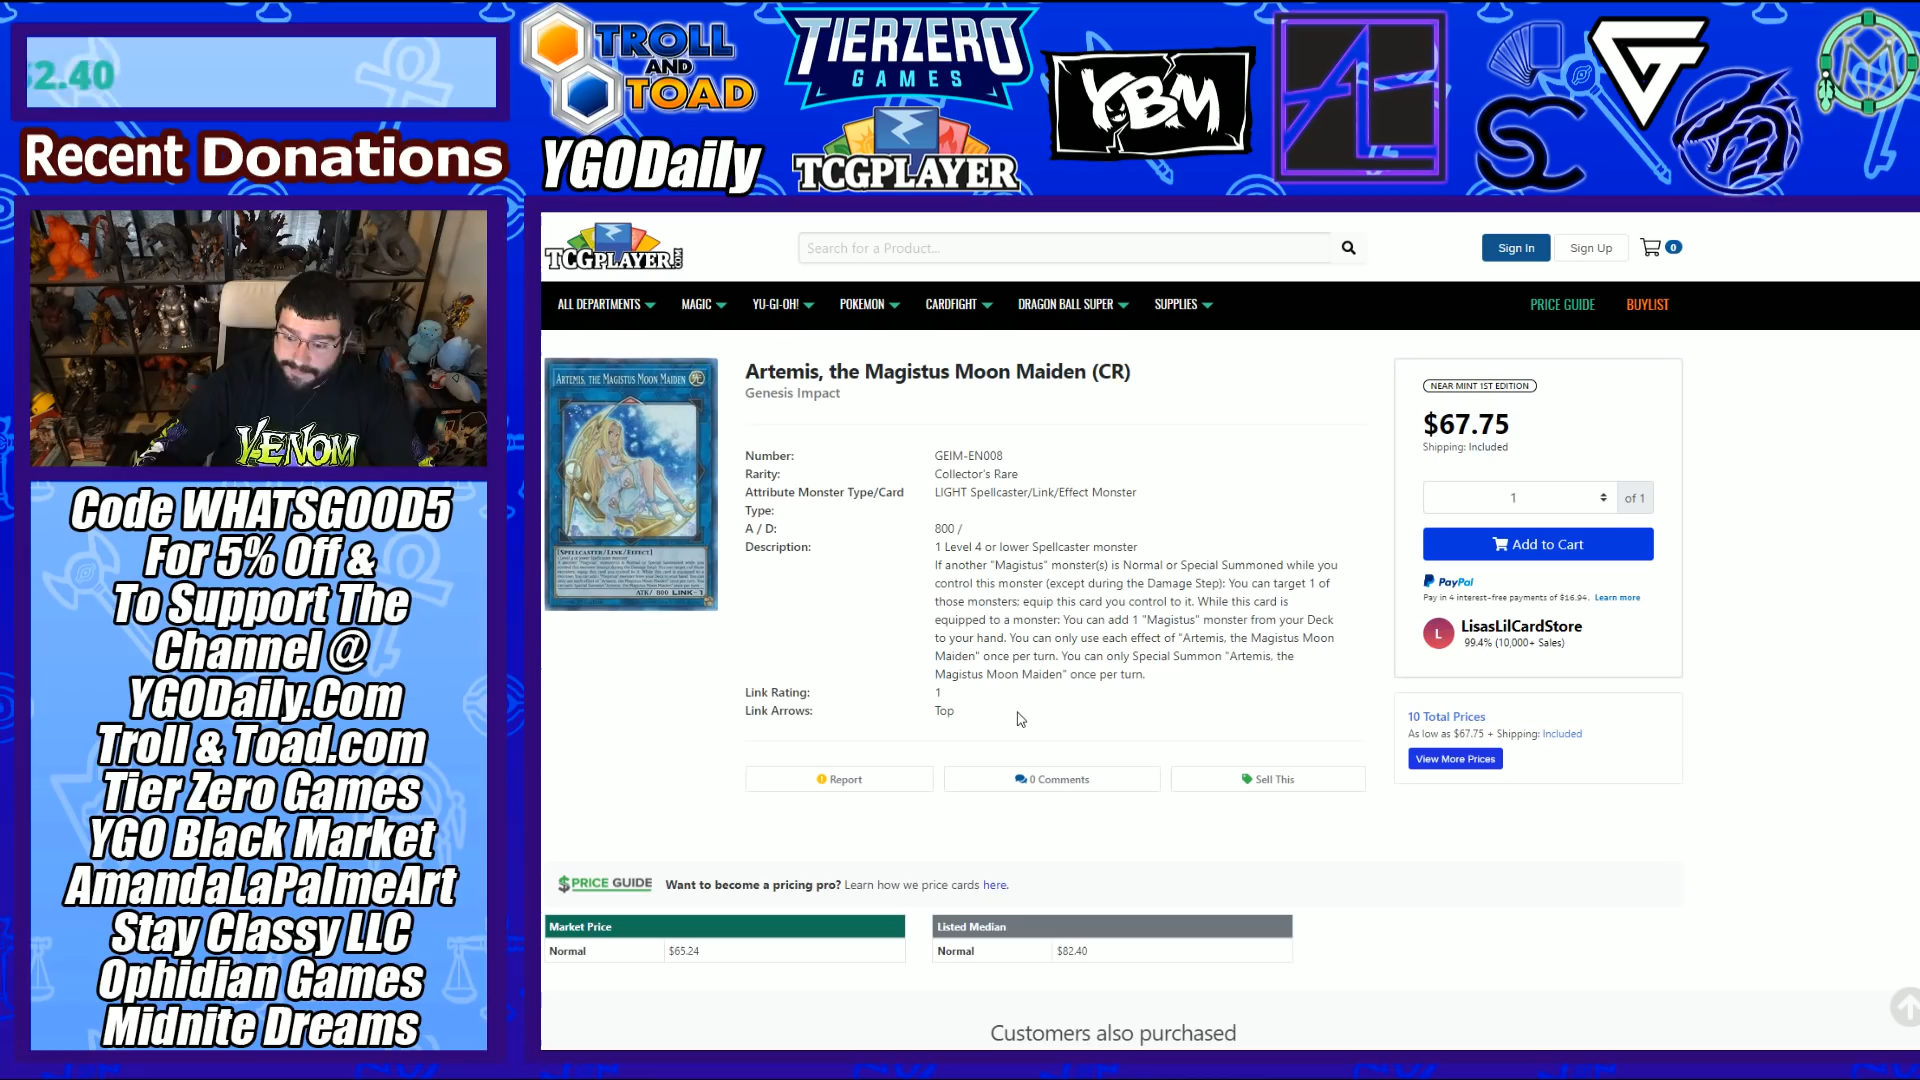 $2.40
Recent Donations
TROLL
AND
TOAD
TIERZERO
GAMES
YGODaily
TCGPLAYER
YBM
VENOM
Code WHATSGOOD5
For 5% Off &
To Support The
Channel @
YGODaily.Com
Troll & Toad.com
Tier Zero Games
YGO Black Market
AmandaLaPalmeArt
Stay Classy LLC
Ophidian Games
Midnite Dreams
TCGPLAYER.COM
Search for a Product...
Sign In
Sign Up
0
ALL DEPARTMENTS
MAGIC
YU-GI-OH!
POKEMON
CARDFIGHT
DRAGON BALL SUPER
SUPPLIES
PRICE GUIDE
BUYLIST
ARTEMIS, THE MAGISTUS MOON MAIDEN
[SPELLCASTER/LINK/EFFECT]
ATK/ 800 LINK-1
Artemis, the Magistus Moon Maiden (CR)
Genesis Impact
Number: GEIM-EN008
Rarity: Collector's Rare
Attribute Monster Type/Card Type: LIGHT Spellcaster/Link/Effect Monster
A / D: 800 /
Description: 1 Level 4 or lower Spellcaster monster
If another "Magistus" monster(s) is Normal or Special Summoned while you
control this monster (except during the Damage Step): You can target 1 of
those monsters; equip this card you control to it. While this card is
equipped to a monster: You can add 1 "Magistus" monster from your Deck
to your hand. You can only use each effect of "Artemis, the Magistus Moon
Maiden" once per turn. You can only Special Summon "Artemis, the
Magistus Moon Maiden" once per turn.
Link Rating: 1
Link Arrows: Top
Report
0 Comments
Sell This
NEAR MINT 1ST EDITION
$67.75
Shipping: Included
1
of 1
Add to Cart
PayPal
Pay in 4 interest-free payments of $16.94. Learn more
L
LisasLilCardStore
99.4% (10,000+ Sales)
10 Total Prices
As low as $67.75 + Shipping: Included
View More Prices
$PRICE GUIDE
Want to become a pricing pro? Learn how we price cards here.
Market Price
Normal $65.24
Listed Median
Normal $82.40
Customers also purchased